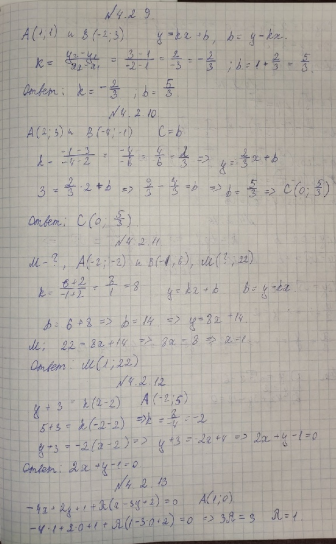 №4.2.9.
A(1;1) и B(-2;3) y=kx+b, b=y-kx.
k = (y₂-y₁)/(x₂-x₁) = (3-1)/(-2-1) = 2/-3 = -2/3; b=1+2/3 = 5/3.
Ответ: k=-2/3, b=5/3
№4.2.10
A(2;3) и B(-4;-1) C=b
k = (-1-3)/(-4-2) = -4/-6 = 4/6 = 2/3 => y=2/3x+b
3 = 2/3·2+b => 9/3-4/3=b => b=5/3 => C(0; 5/3)
Ответ: C(0; 5/3)
№4.2.11
M-?, A(-2;-2) и B(-1;6), M(?;22)
k = (6+2)/(-1+2) = 8/1 = 8 y=kx+b b=y-kx
b=6+8 => b=14 => y=8x+14
M: 22=8x+14 => 8x=8 => x=1
Ответ: M(1;22)
№4.2.12
y+3 = k(x-2) A(-2;5)
5+3 = k(-2-2) => k=8/-4=-2
y+3=-2(x-2) => y+3=-2x+4 => 2x+y-1=0
Ответ: 2x+y-1=0
№4.2.13
-4x+2y+1+λ(x-3y+2)=0 A(1;0)
-4·1+2·0+1+λ(1-3·0+2)=0 => 3λ=3 λ=1